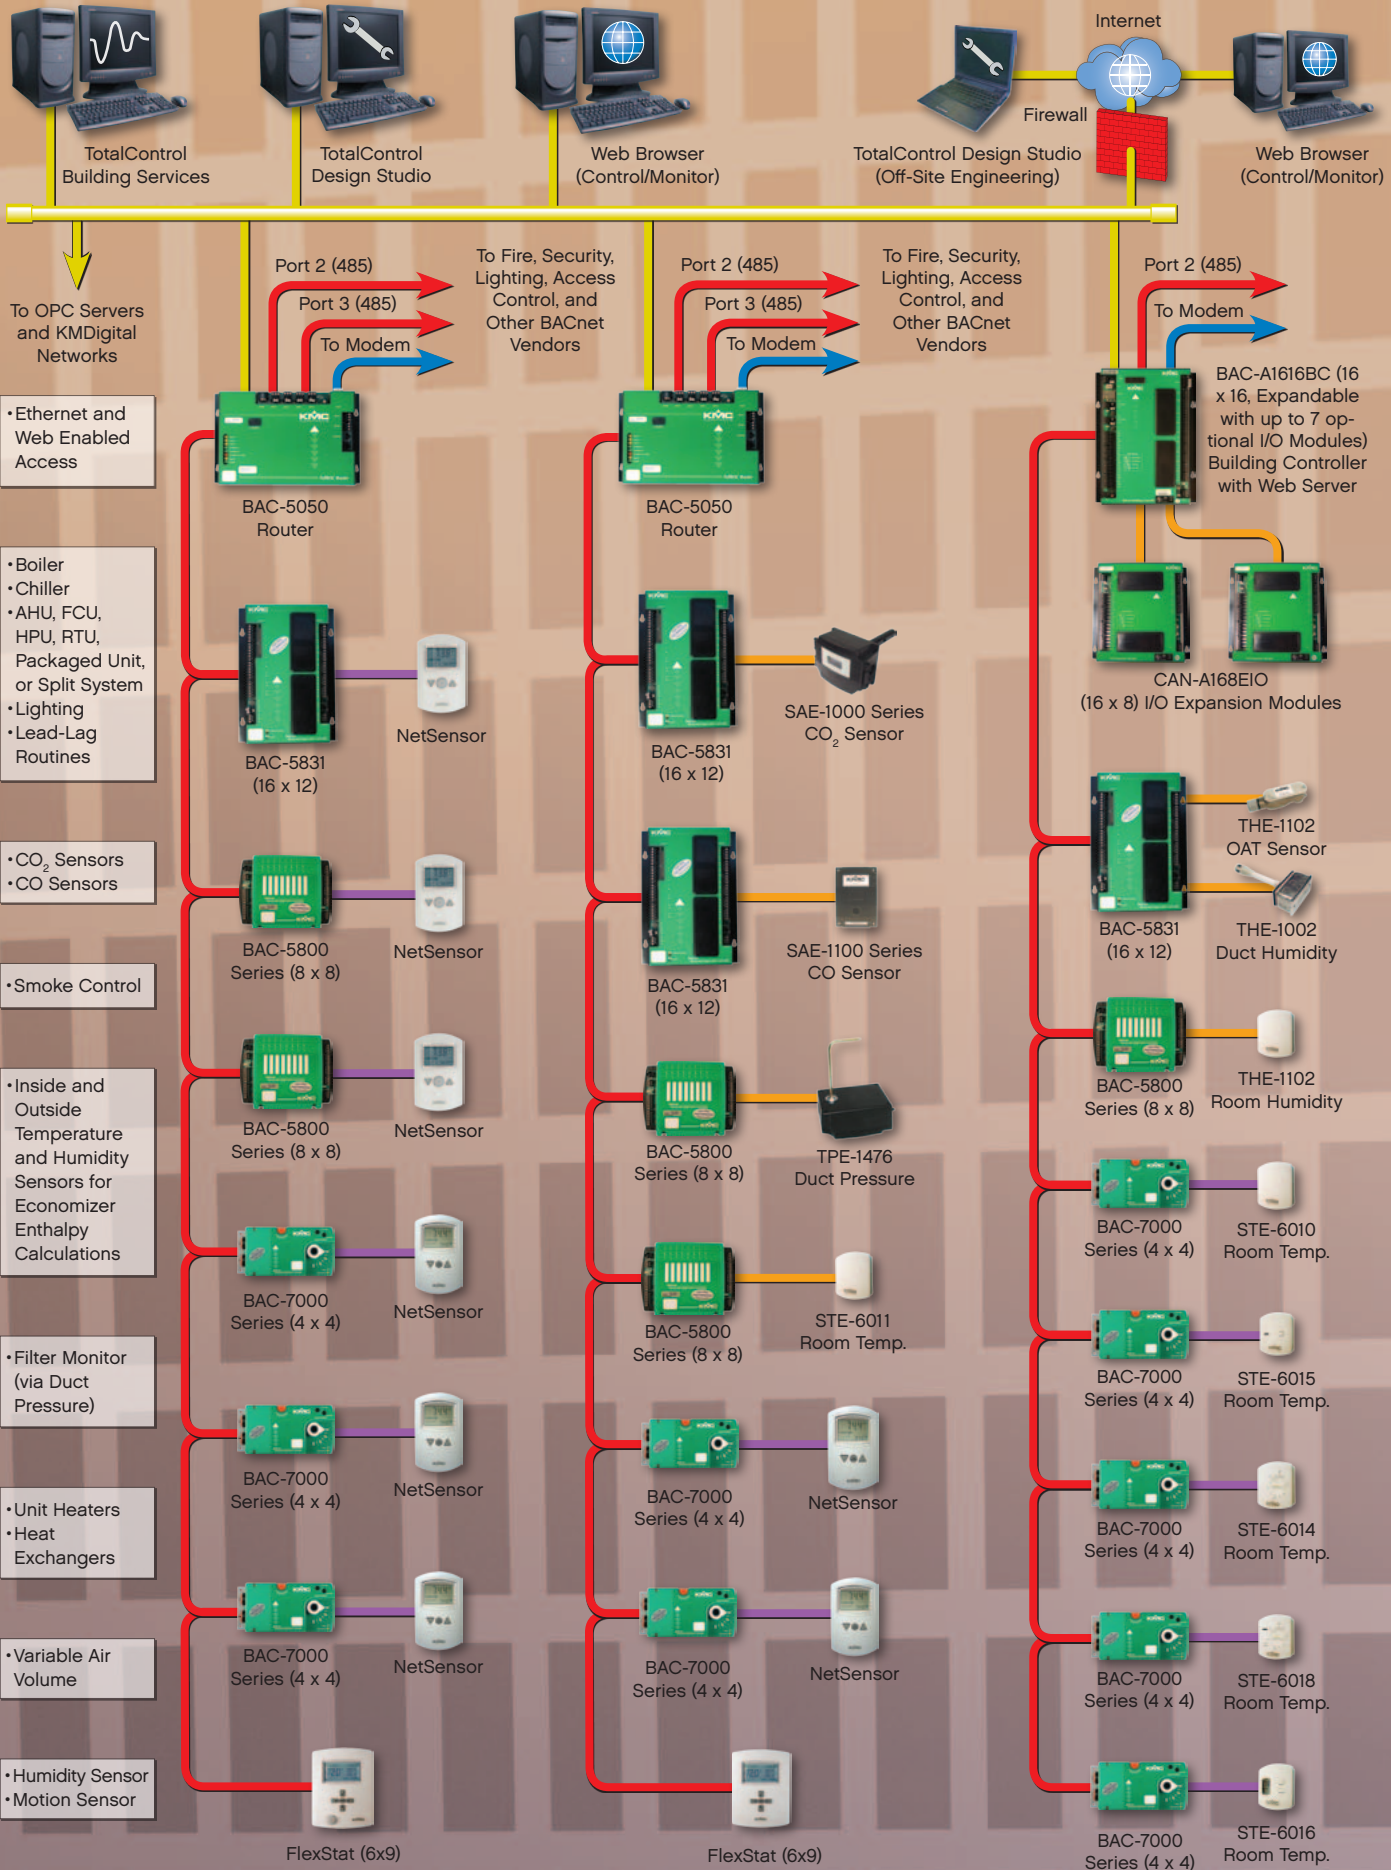 Internet
Firewall
TotalControl
Building Services
TotalControl
Design Studio
Web Browser
(Control/Monitor)
TotalControl Design Studio
(Off-Site Engineering)
Web Browser
(Control/Monitor)
To OPC Servers
and KMDigital
Networks
Port 2 (485)
Port 3 (485)
To Modem
To Fire, Security,
Lighting, Access
Control, and
Other BACnet
Vendors
Port 2 (485)
Port 3 (485)
To Modem
To Fire, Security,
Lighting, Access
Control, and
Other BACnet
Vendors
Port 2 (485)
To Modem
BAC-A1616BC (16
x 16, Expandable
with up to 7 op-
tional I/O Modules)
Building Controller
with Web Server
•Ethernet and
Web Enabled
Access
•Boiler
•Chiller
•AHU, FCU,
HPU, RTU,
Packaged Unit,
or Split System
•Lighting
•Lead-Lag
Routines
•CO2 Sensors
•CO Sensors
•Smoke Control
•Inside and
Outside
Temperature
and Humidity
Sensors for
Economizer
Enthalpy
Calculations
•Filter Monitor
(via Duct
Pressure)
•Unit Heaters
•Heat
Exchangers
•Variable Air
Volume
•Humidity Sensor
•Motion Sensor
KMC
BAC-5050
Router
BAC-5831
(16 x 12)
NetSensor
BAC-5800
Series (8 x 8)
NetSensor
BAC-5800
Series (8 x 8)
NetSensor
BAC-7000
Series (4 x 4)
NetSensor
BAC-7000
Series (4 x 4)
NetSensor
BAC-7000
Series (4 x 4)
NetSensor
FlexStat (6x9)
KMC
BAC-5050
Router
BAC-5831
(16 x 12)
SAE-1000 Series
CO2 Sensor
BAC-5831
(16 x 12)
SAE-1100 Series
CO Sensor
BAC-5800
Series (8 x 8)
TPE-1476
Duct Pressure
BAC-5800
Series (8 x 8)
STE-6011
Room Temp.
BAC-7000
Series (4 x 4)
NetSensor
BAC-7000
Series (4 x 4)
NetSensor
FlexStat (6x9)
CAN-A168EIO
(16 x 8) I/O Expansion Modules
BAC-5831
(16 x 12)
THE-1102
OAT Sensor
THE-1002
Duct Humidity
BAC-5800
Series (8 x 8)
THE-1102
Room Humidity
BAC-7000
Series (4 x 4)
STE-6010
Room Temp.
BAC-7000
Series (4 x 4)
STE-6015
Room Temp.
BAC-7000
Series (4 x 4)
STE-6014
Room Temp.
BAC-7000
Series (4 x 4)
STE-6018
Room Temp.
BAC-7000
Series (4 x 4)
STE-6016
Room Temp.